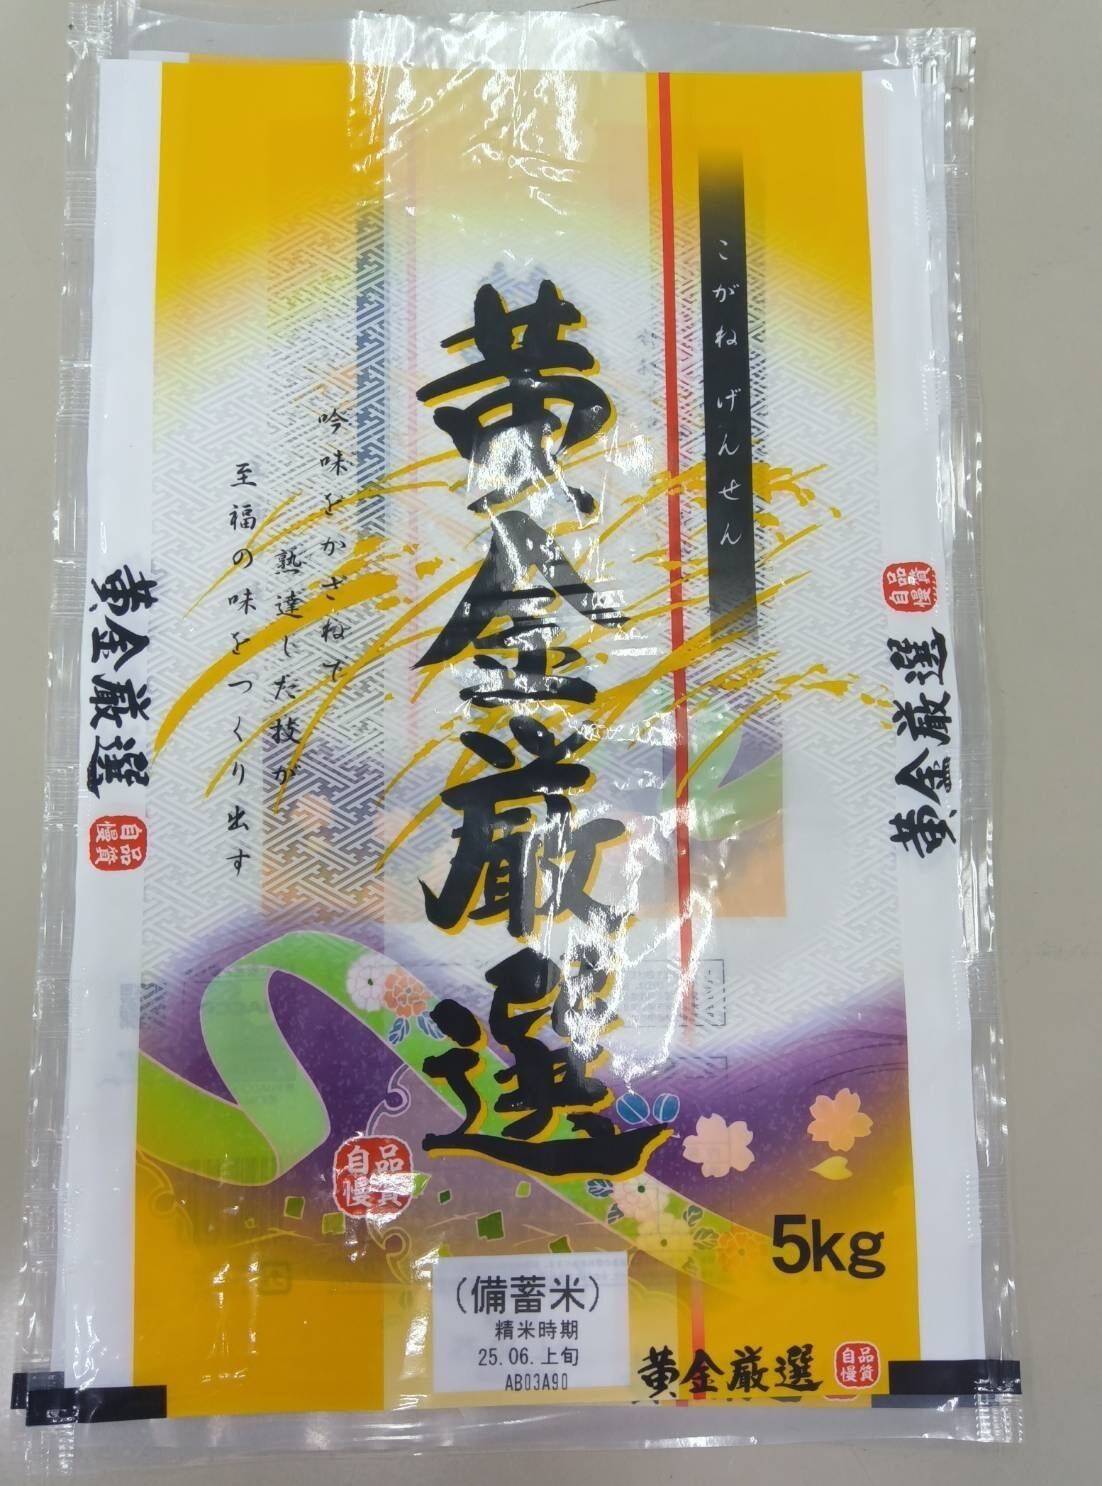 こがね げんせん
黄金厳選
吟味をかさねて
熟達した技が
至福の味をつくり出す
黄金厳選
品質
自慢
黄金厳選
品質
自慢
品質
自慢
5kg
(備蓄米)
精米時期
25.06.上旬
AB03A90
黄金厳選
品質
自慢